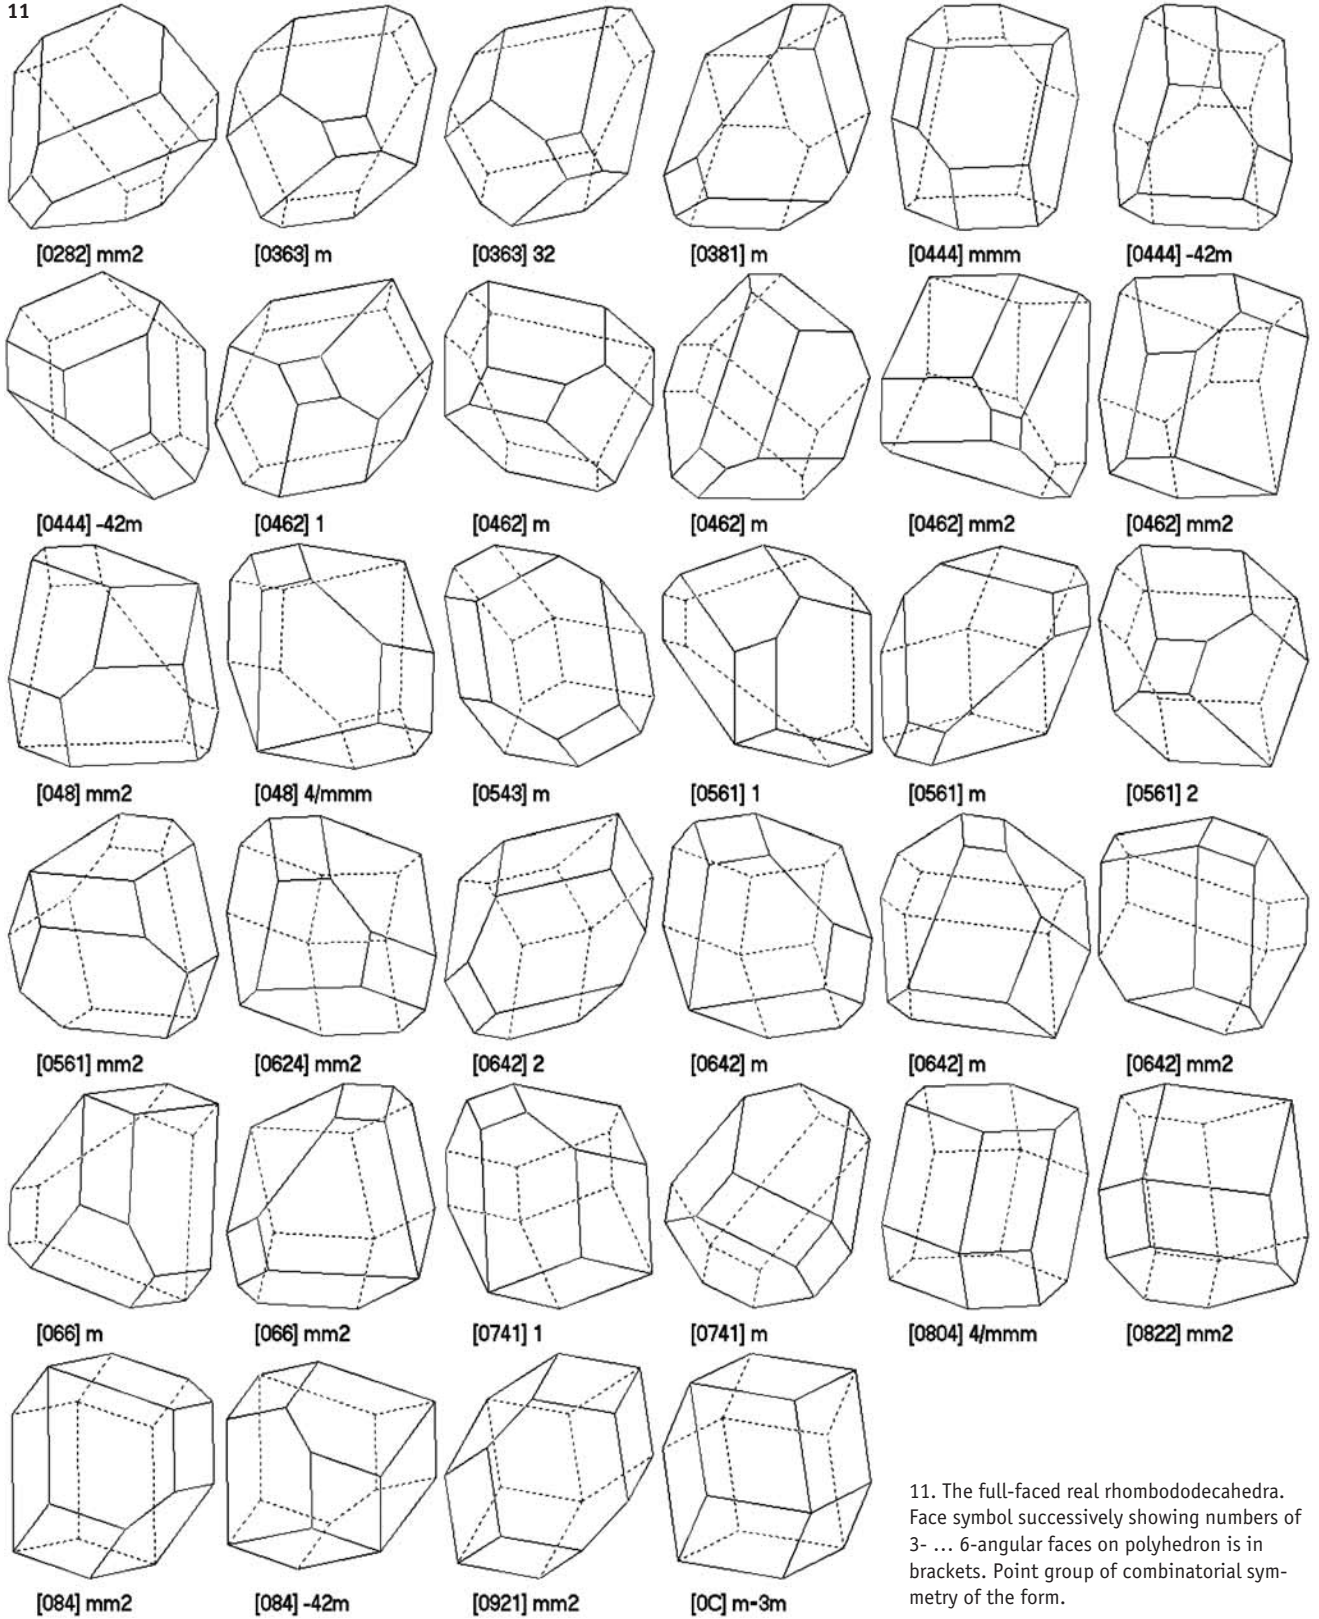 11
[0282] mm2 [0363] m [0363] 32 [0381] m [0444] mmm [0444] -42m
[0444] -42m [0462] 1 [0462] m [0462] m [0462] mm2 [0462] mm2
[048] mm2 [048] 4/mmm [0543] m [0561] 1 [0561] m [0561] 2
[0561] mm2 [0624] mm2 [0642] 2 [0642] m [0642] m [0642] mm2
[066] m [066] mm2 [0741] 1 [0741] m [0804] 4/mmm [0822] mm2
[084] mm2 [084] -42m [0921] mm2 [0C] m-3m
11. The full-faced real rhombododecahedra.
Face symbol successively showing numbers of
3- ... 6-angular faces on polyhedron is in
brackets. Point group of combinatorial sym-
metry of the form.